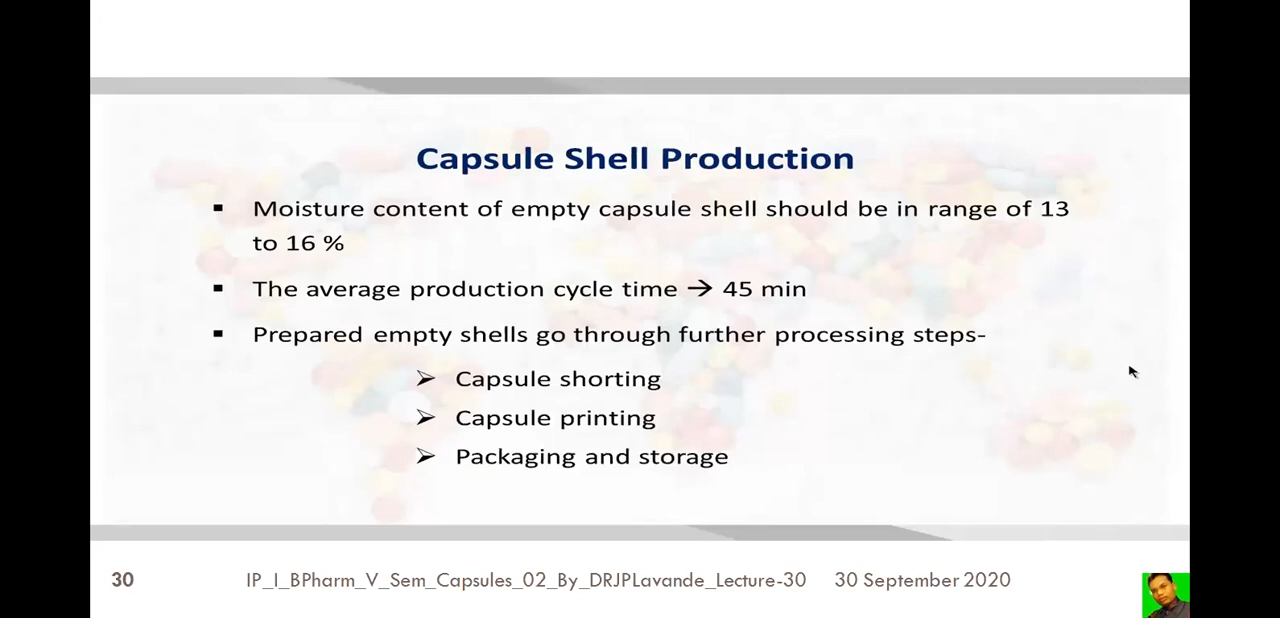 Capsule Shell Production
▪ Moisture content of empty capsule shell should be in range of 13
to 16 %
▪ The average production cycle time → 45 min
▪ Prepared empty shells go through further processing steps-
➢ Capsule shorting
➢ Capsule printing
➢ Packaging and storage
30 IP_I_BPharm_V_Sem_Capsules_02_By_DRJPLavande_Lecture-30 30 September 2020